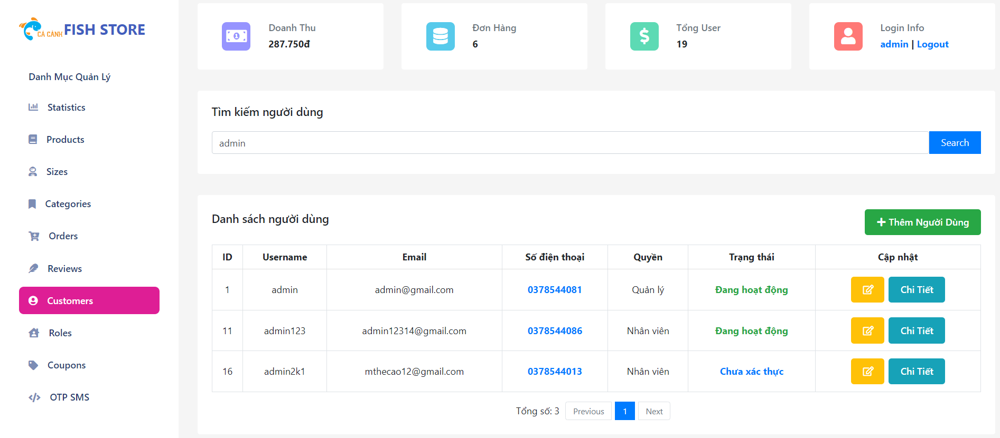 CÁ CẢNH FISH STORE
Danh Mục Quản Lý
Statistics
Products
Sizes
Categories
Orders
Reviews
Customers
Roles
Coupons
OTP SMS
Doanh Thu
287.750đ
Đơn Hàng
6
Tổng User
19
Login Info
admin | Logout
Tìm kiếm người dùng
admin Search
Danh sách người dùng
Thêm Người Dùng
ID Username Email Số điện thoại Quyền Trạng thái Cập nhật
1 admin admin@gmail.com 0378544081 Quản lý Đang hoạt động Chi Tiết
11 admin123 admin12314@gmail.com 0378544086 Nhân viên Đang hoạt động Chi Tiết
16 admin2k1 mthecao12@gmail.com 0378544013 Nhân viên Chưa xác thực Chi Tiết
Tổng số: 3 Previous 1 Next